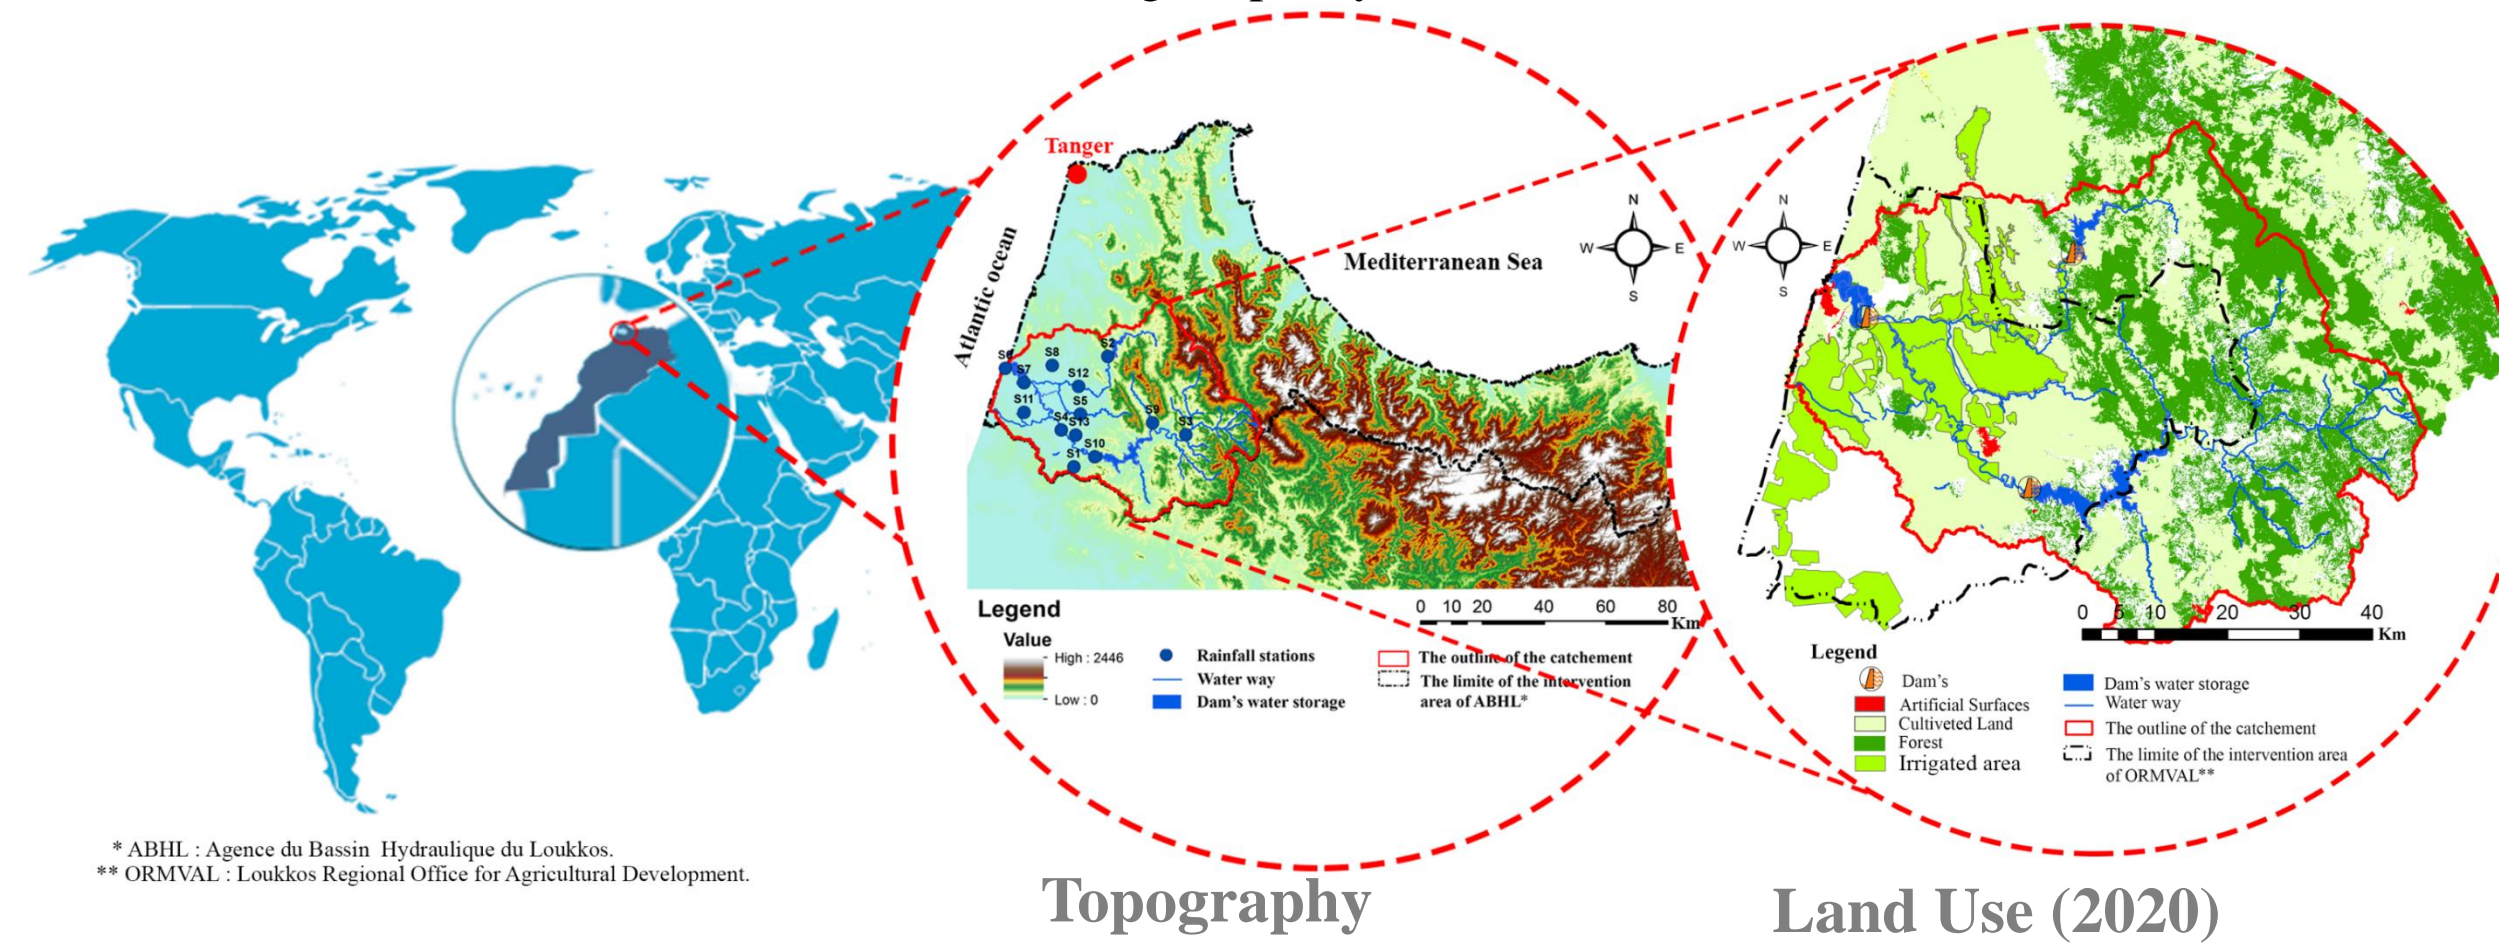 Tanger
Atlantic ocean
Mediterranean Sea
N
W
E
S
S6
S7
S8
S2
S12
S11
S5
S4
S13
S9
S3
S10
S1
Legend
Value
High : 2446
Low : 0
Rainfall stations
Water way
Dam's water storage
0 10 20 40 60 80
Km
The outline of the catchement
The limite of the intervention
area of ABHL*
N
W
E
S
0 5 10 20 30 40
Km
Legend
Dam's
Artificial Surfaces
Cultiveted Land
Forest
Irrigated area
Dam's water storage
Water way
The outline of the catchement
The limite of the intervention area
of ORMVAL**
* ABHL : Agence du Bassin Hydraulique du Loukkos.
** ORMVAL : Loukkos Regional Office for Agricultural Development.
Topography
Land Use (2020)